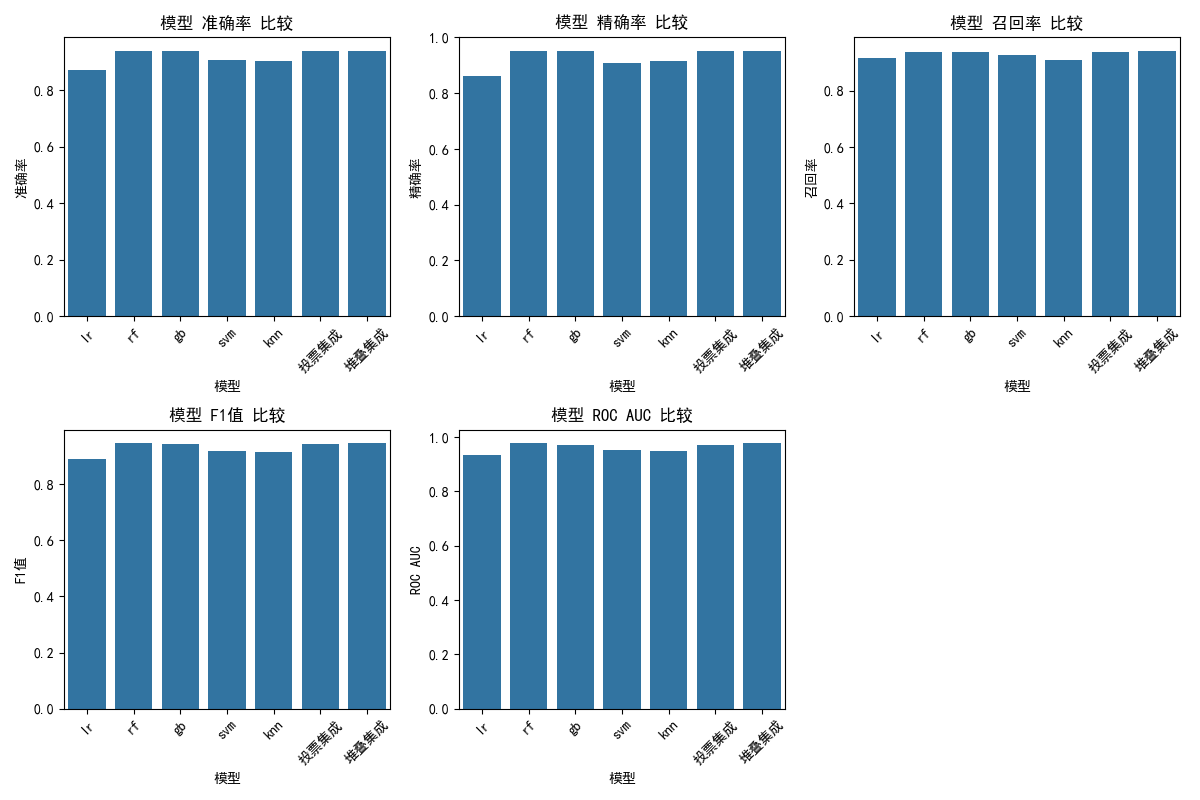 模型 准确率 比较
准确率
0.8
0.6
0.4
0.2
0.0
lr
rf
gb
svm
knn
投票集成
堆叠集成
模型
模型 精确率 比较
精确率
1.0
0.8
0.6
0.4
0.2
0.0
lr
rf
gb
svm
knn
投票集成
堆叠集成
模型
模型 召回率 比较
召回率
0.8
0.6
0.4
0.2
0.0
lr
rf
gb
svm
knn
投票集成
堆叠集成
模型
模型 F1值 比较
F1值
0.8
0.6
0.4
0.2
0.0
lr
rf
gb
svm
knn
投票集成
堆叠集成
模型
模型 ROC AUC 比较
ROC AUC
1.0
0.8
0.6
0.4
0.2
0.0
lr
rf
gb
svm
knn
投票集成
堆叠集成
模型